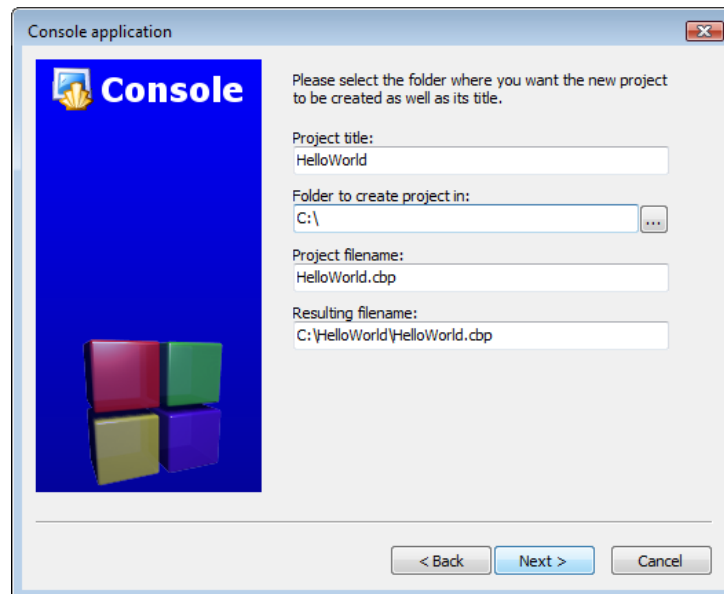 Console application
Console
Please select the folder where you want the new project
to be created as well as its title.
Project title:
HelloWorld
Folder to create project in:
C:\
...
Project filename:
HelloWorld.cbp
Resulting filename:
C:\HelloWorld\HelloWorld.cbp
< Back Next > Cancel